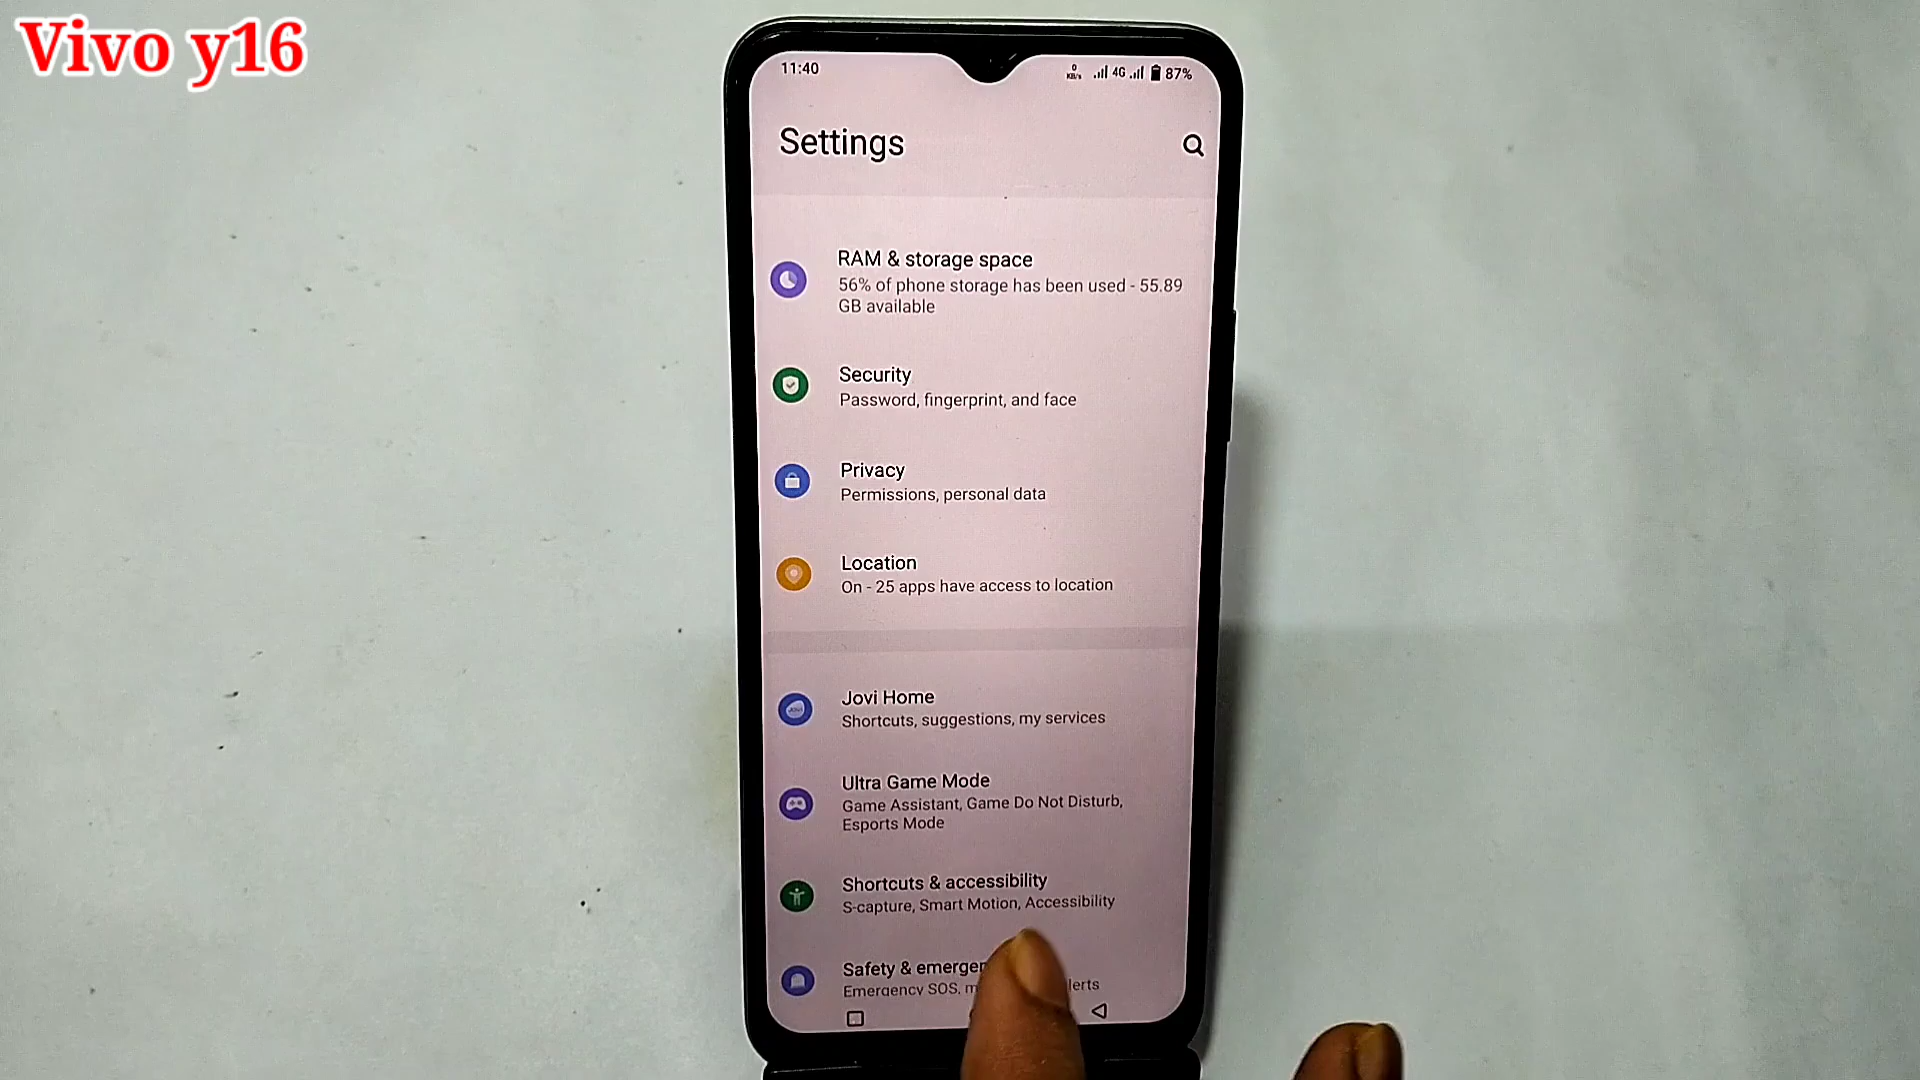 Vivo y16
11:40
0
KB/s
4G
87%
Settings
RAM & storage space
56% of phone storage has been used - 55.89
GB available
Security
Password, fingerprint, and face
Privacy
Permissions, personal data
Location
On - 25 apps have access to location
Jovi Home
Shortcuts, suggestions, my services
Ultra Game Mode
Game Assistant, Game Do Not Disturb,
Esports Mode
Shortcuts & accessibility
S-capture, Smart Motion, Accessibility
Safety &
Emergency SOS,